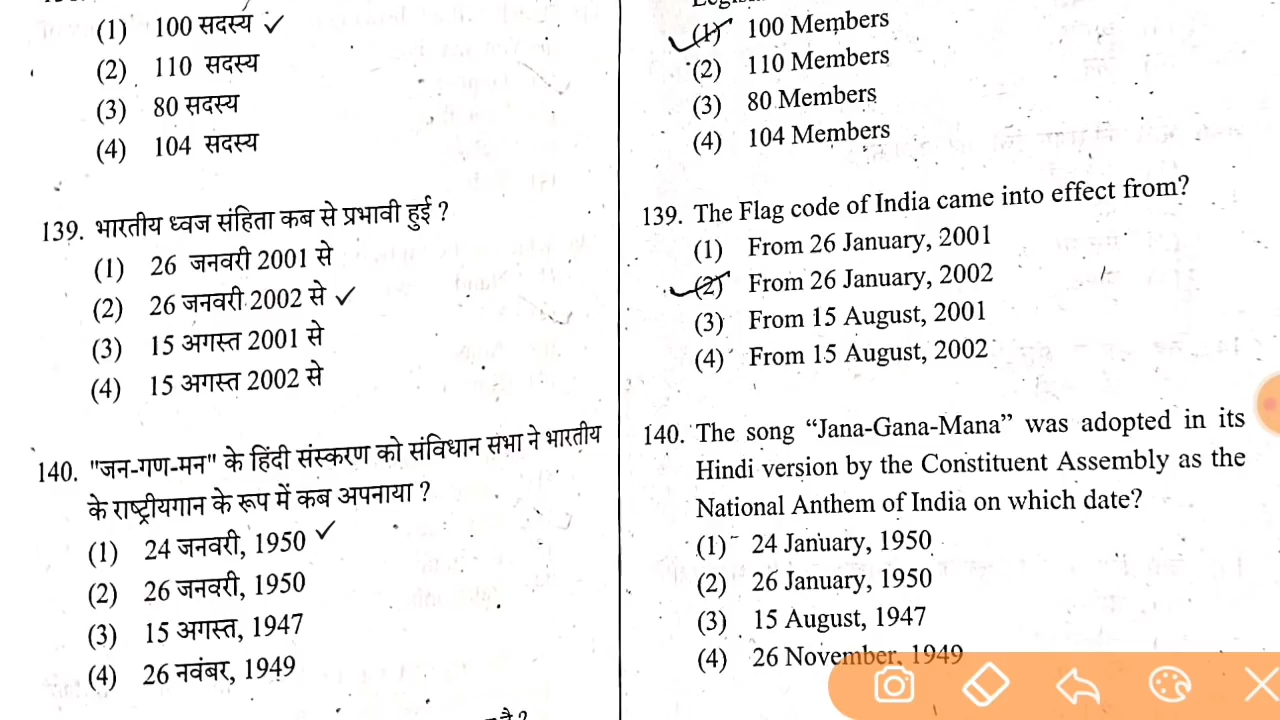 (1) 100 सदस्य ✓
(2) 110 सदस्य
(3) 80 सदस्य
(4) 104 सदस्य
139. भारतीय ध्वज संहिता कब से प्रभावी हुई ?
(1) 26 जनवरी 2001 से
(2) 26 जनवरी 2002 से ✓
(3) 15 अगस्त 2001 से
(4) 15 अगस्त 2002 से
140. "जन-गण-मन" के हिंदी संस्करण को संविधान सभा ने भारतीय
के राष्ट्रीयगान के रूप में कब अपनाया ?
(1) 24 जनवरी, 1950 ✓
(2) 26 जनवरी, 1950
(3) 15 अगस्त, 1947
(4) 26 नवंबर, 1949
(1) 100 Members
(2) 110 Members
(3) 80 Members
(4) 104 Members
139. The Flag code of India came into effect from?
(1) From 26 January, 2001
(2) From 26 January, 2002
(3) From 15 August, 2001
(4) From 15 August, 2002
140. The song “Jana-Gana-Mana” was adopted in its
Hindi version by the Constituent Assembly as the
National Anthem of India on which date?
(1) 24 January, 1950
(2) 26 January, 1950
(3) 15 August, 1947
(4) 26 November, 1949